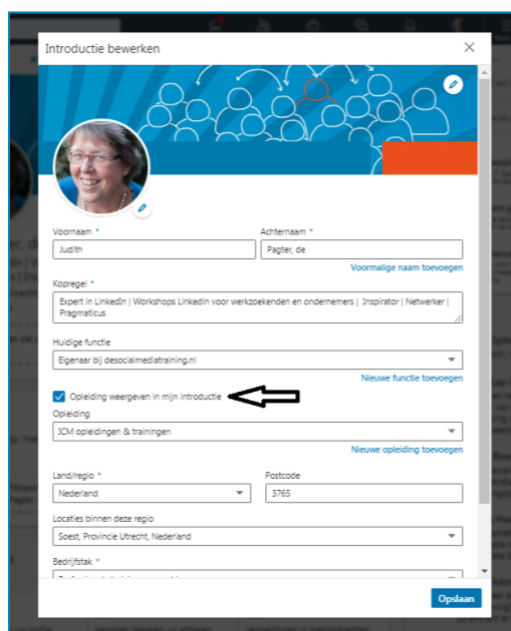 Introductie bewerken
Voornaam *
Achternaam *
Judith
Pagter, de
Voormalige naam toevoegen
Kopregel *
Expert in LinkedIn | Workshops Linkedin voor werkzoekenden en ondernemers | Inspirator | Netwerker |
Pragmaticus
Huidige functie
Eigenaar bij desocialmediatraining.nl
Nieuwe functie toevoegen
Opleiding weergeven in mijn introductie
Opleiding
ICM opleidingen & trainingen
Nieuwe opleiding toevoegen
Land/regio *
Postcode
Nederland
3765
Locaties binnen deze regio
Soest, Provincie Utrecht, Nederland
Bedrijfstak *
Opslaan